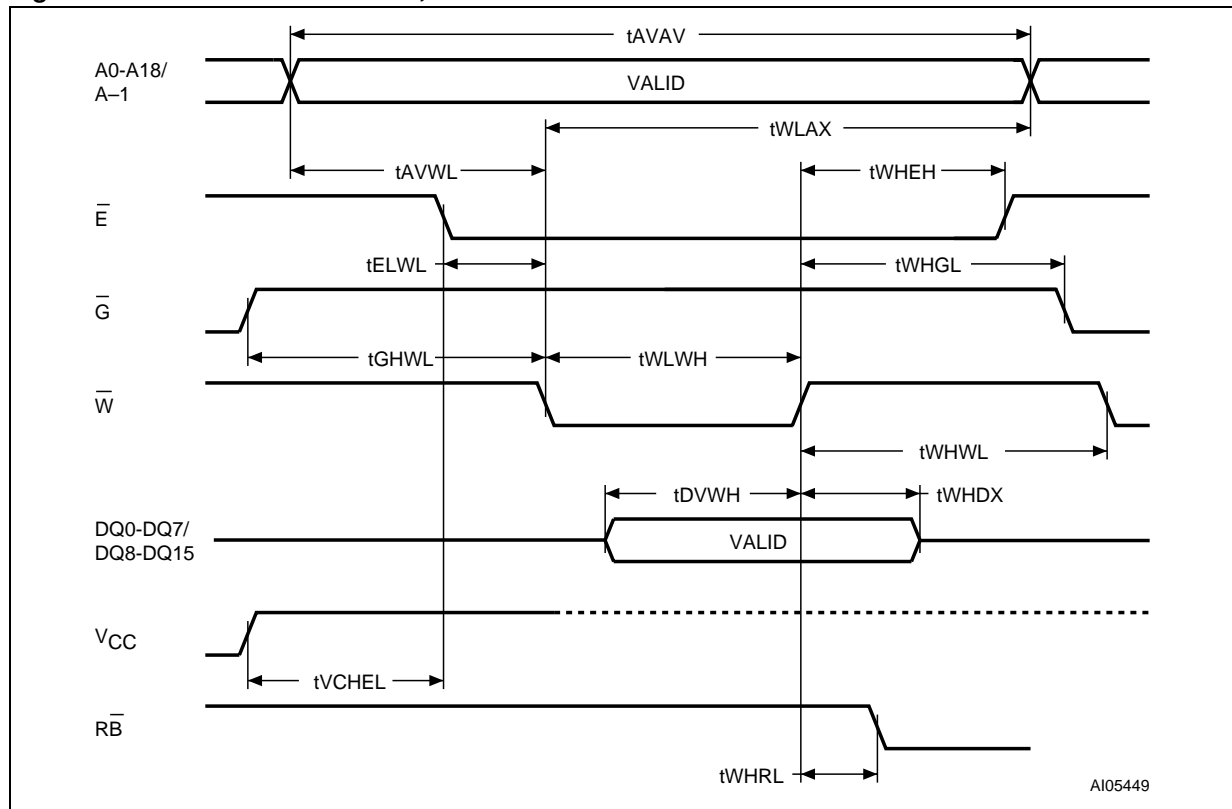 tAVAV
A0-A18/
A–1
VALID
tWLAX
tAVWL
tWHEH
E̅
tELWL
tWHGL
G̅
tGHWL
tWLWH
W̅
tWHWL
tDVWH
tWHDX
DQ0-DQ7/
DQ8-DQ15
VALID
VCC
tVCHEL
RB̅
tWHRL
AI05449